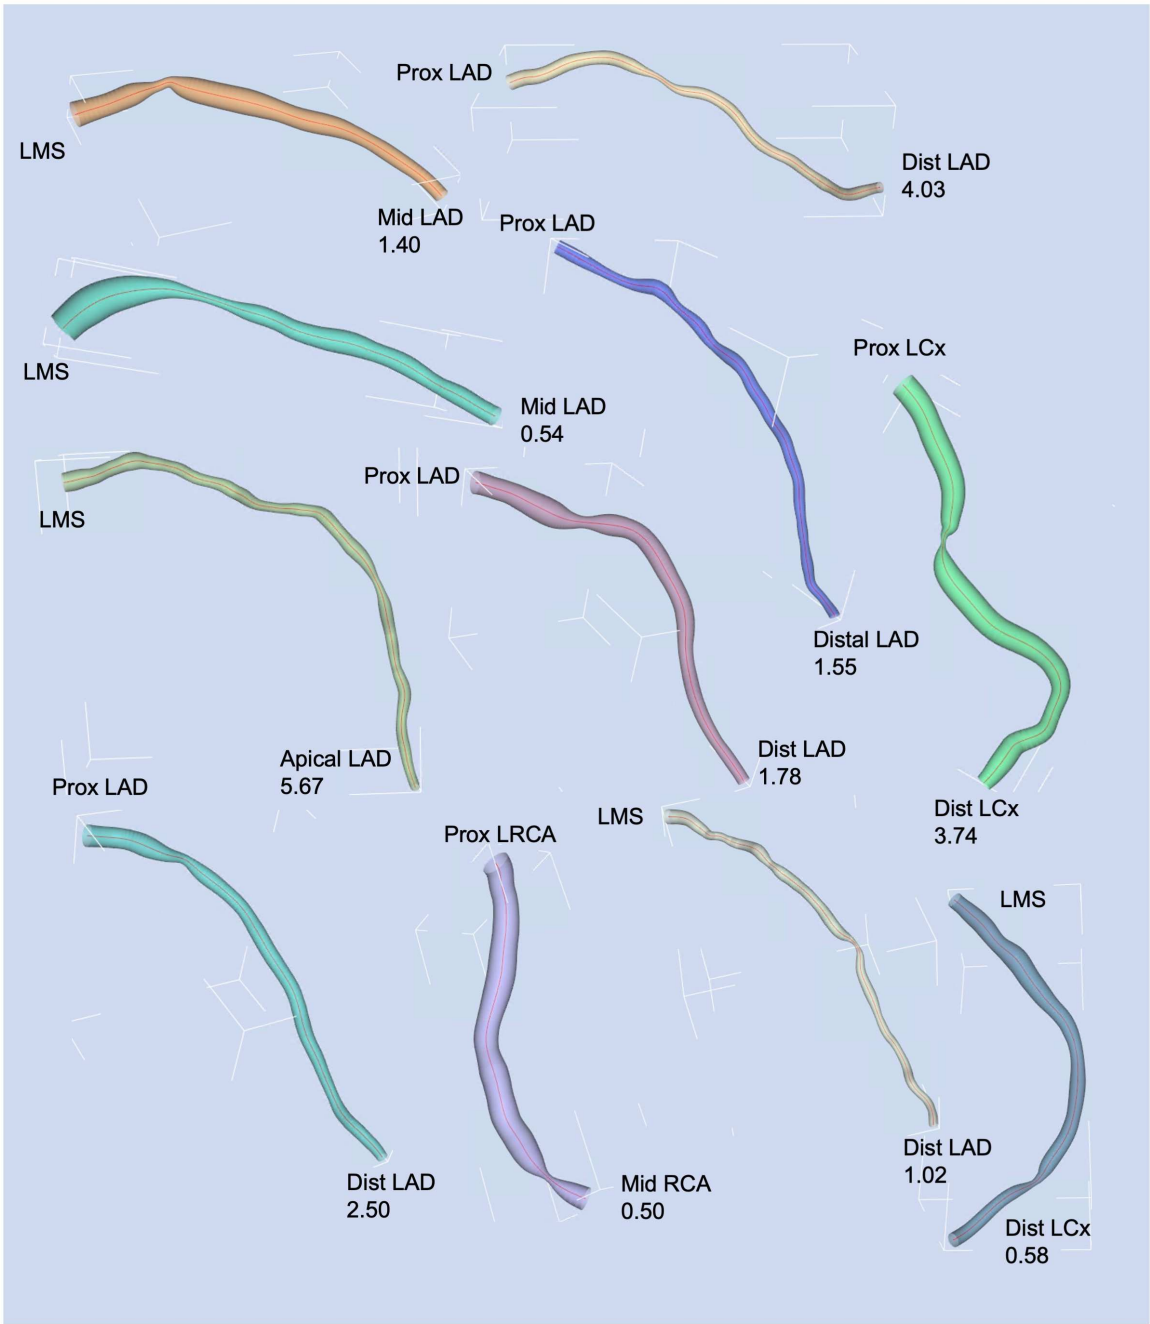 Prox LAD
LMS
Dist LAD
4.03
Mid LAD
1.40
Prox LAD
Prox LCx
LMS
Mid LAD
0.54
Prox LAD
LMS
Distal LAD
1.55
Dist LAD
1.78
Apical LAD
5.67
Prox LAD
Dist LCx
3.74
LMS
Prox LRCA
LMS
Dist LAD
1.02
Dist LAD
2.50
Mid RCA
0.50
Dist LCx
0.58